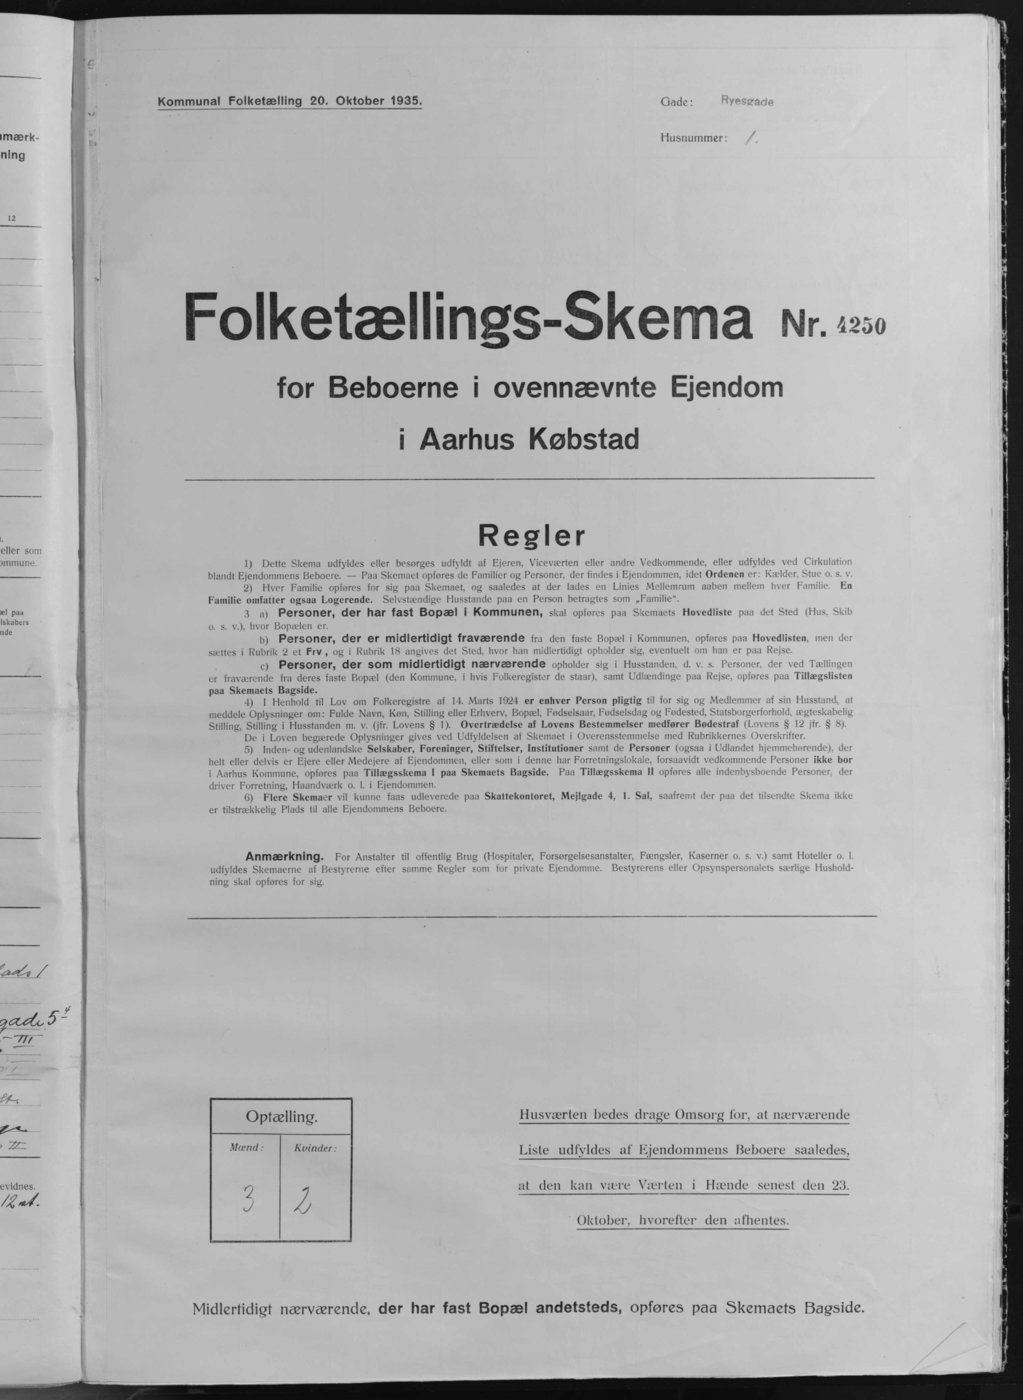 Kommunal Folketælling 20. Oktober 1935.
Gade: Ryesgade
Husnummer: 1.
Folketællings-Skema Nr. 4250
for Beboerne i ovennævnte Ejendom
i Aarhus Købstad
Regler
1) Dette Skema udfyldes eller besørges udfyldt af Ejeren, Viceværten eller andre Vedkommende, eller udfyldes ved Cirkulation
blandt Ejendommens Beboere. — Paa Skemaet opføres de Familier og Personer, der findes i Ejendommen, idet Ordenen er: Kælder, Stue o. s. v.
2) Hver Familie opføres for sig paa Skemaet, og saaledes at der lades en Linies Mellemrum aaben mellem hver Familie. En
Familie omfatter ogsaa Logerende. Selvstændige Husstande paa en Person betragtes som „Familie".
3 a) Personer, der har fast Bopæl i Kommunen, skal opføres paa Skemaets Hovedliste paa det Sted (Hus, Skib
o. s. v.), hvor Bopælen er.
b) Personer, der er midlertidigt fraværende fra den faste Bopæl i Kommunen, opføres paa Hovedlisten, men der
sættes i Rubrik 2 et Frv, og i Rubrik 18 angives det Sted, hvor han midlertidigt opholder sig, eventuelt om han er paa Rejse.
c) Personer, der som midlertidigt nærværende opholder sig i Husstanden, d. v. s. Personer, der ved Tællingen
er fraværende fra deres faste Bopæl (den Kommune, i hvis Folkeregister de staar), samt Udlændinge paa Rejse, opføres paa Tillægslisten
paa Skemaets Bagside.
4) I Henhold til Lov om Folkeregistre af 14. Marts 1924 er enhver Person pligtig til for sig og Medlemmer af sin Husstand, at
meddele Oplysninger om: Fulde Navn, Køn, Stilling eller Erhverv, Bopæl, Fødselsaar, Fødselsdag og Fødested, Statsborgerforhold, ægteskabelig
Stilling, Stilling i Husstanden m. v. (jfr. Lovens § 1). Overtrædelse af Lovens Bestemmelser medfører Bødestraf (Lovens § 12 jfr. § 8).
De i Loven begærede Oplysninger gives ved Udfyldelsen af Skemaet i Overensstemmelse med Rubrikkernes Overskrifter.
5) Inden- og udenlandske Selskaber, Foreninger, Stiftelser, Institutioner samt de Personer (ogsaa i Udlandet hjemmehørende), der
helt eller delvis er Ejere eller Medejere af Ejendommen, eller som i denne har Forretningslokale, forsaavidt vedkommende Personer ikke bor
i Aarhus Kommune, opføres paa Tillægsskema I paa Skemaets Bagside. Paa Tillægsskema II opføres alle indenbysboende Personer, der
driver Forretning, Haandværk o. l. i Ejendommen.
6) Flere Skemaer vil kunne faas udleverede paa Skattekontoret, Mejlgade 4, 1. Sal, saafremt der paa det tilsendte Skema ikke
er tilstrækkelig Plads til alle Ejendommens Beboere.
Anmærkning. For Anstalter til offentlig Brug (Hospitaler, Forsørgelsesanstalter, Fængsler, Kaserner o. s. v.) samt Hoteller o. l.
udfyldes Skemaerne af Bestyrerne efter samme Regler som for private Ejendomme. Bestyrerens eller Opsynspersonalets særlige Hushold-
ning skal opføres for sig.
Optælling.
Mænd: Kvinder:
3 2
Husværten bedes drage Omsorg for, at nærværende
Liste udfyldes af Ejendommens Beboere saaledes,
at den kan være Værten i Hænde senest den 23.
Oktober, hvorefter den afhentes.
Midlertidigt nærværende, der har fast Bopæl andetsteds, opføres paa Skemaets Bagside.
mærk-
ning
12
eller som
ommune.
el paa
lskabers
nde
gade 5 4
III
II
evidnes.